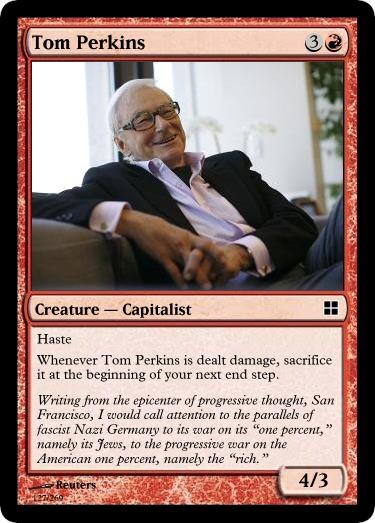 Tom Perkins 3
Creature — Capitalist
Haste
Whenever Tom Perkins is dealt damage, sacrifice
it at the beginning of your next end step.
Writing from the epicenter of progressive thought, San
Francisco, I would call attention to the parallels of
fascist Nazi Germany to its war on its “one percent,”
namely its Jews, to the progressive war on the
American one percent, namely the “rich.”
Reuters
127/269
4/3